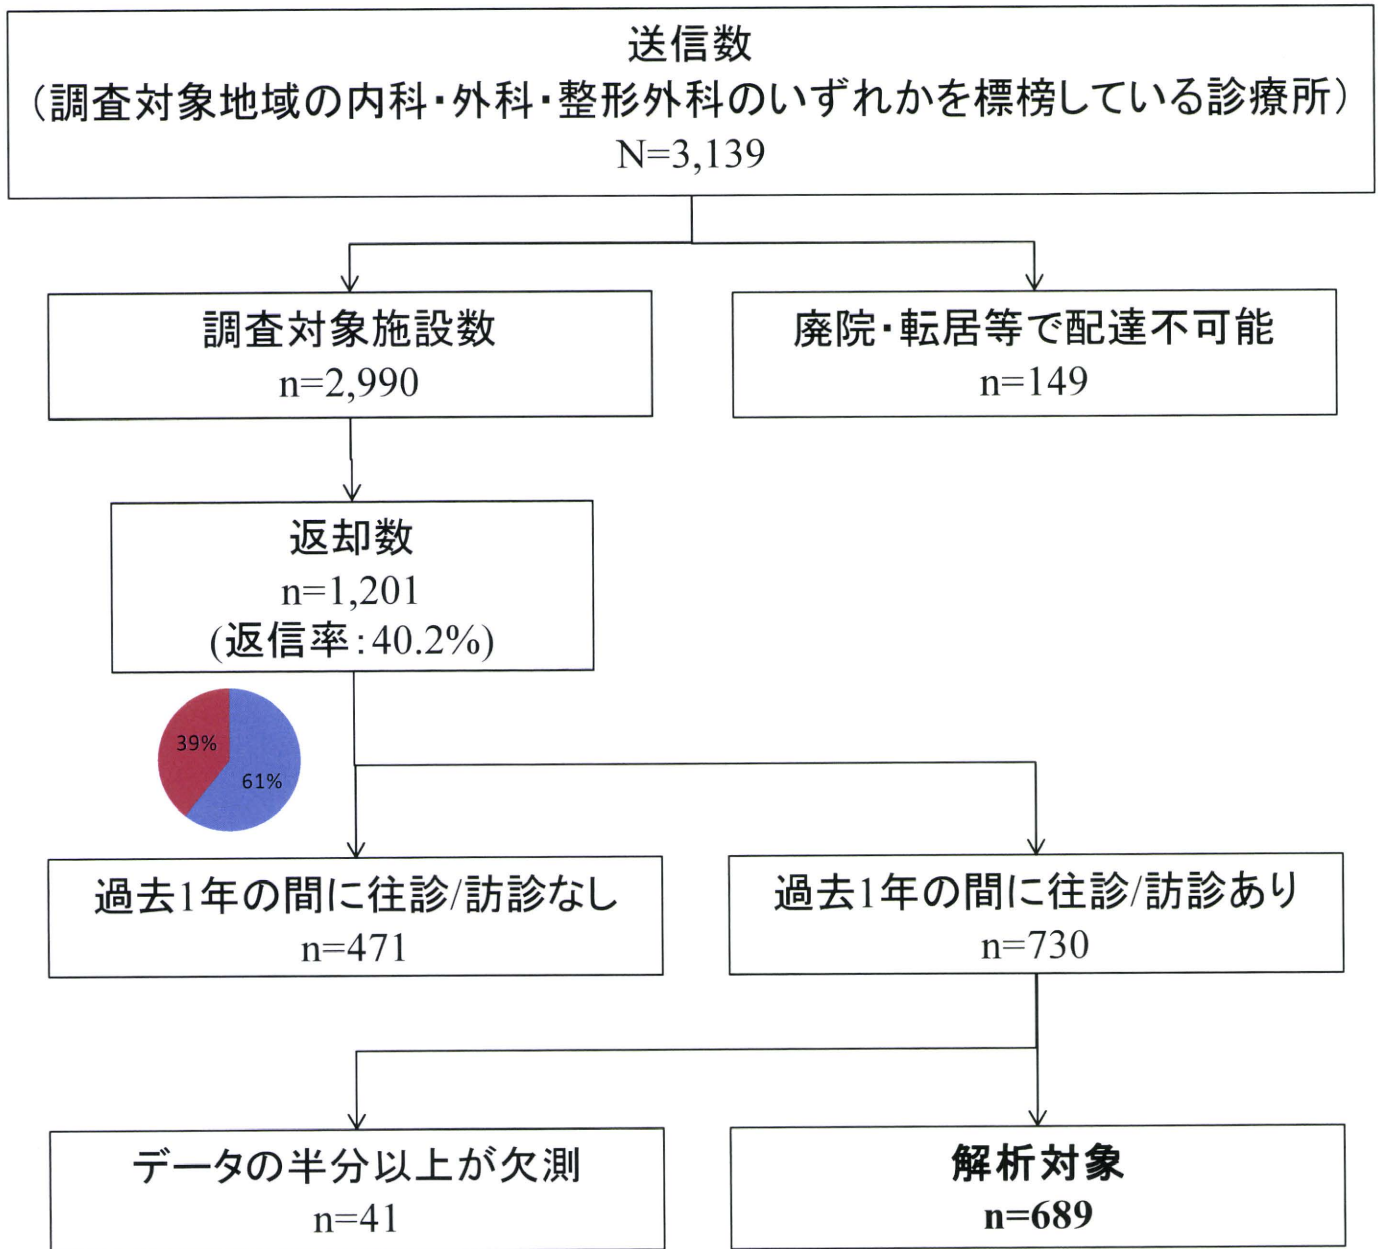 送信数
（調査対象地域の内科・外科・整形外科のいずれかを標榜している診療所）
N=3,139
調査対象施設数
n=2,990
廃院・転居等で配達不可能
n=149
返却数
n=1,201
(返信率：40.2%)
39%
61%
過去1年の間に往診/訪診なし
n=471
過去1年の間に往診/訪診あり
n=730
データの半分以上が欠測
n=41
解析対象
n=689